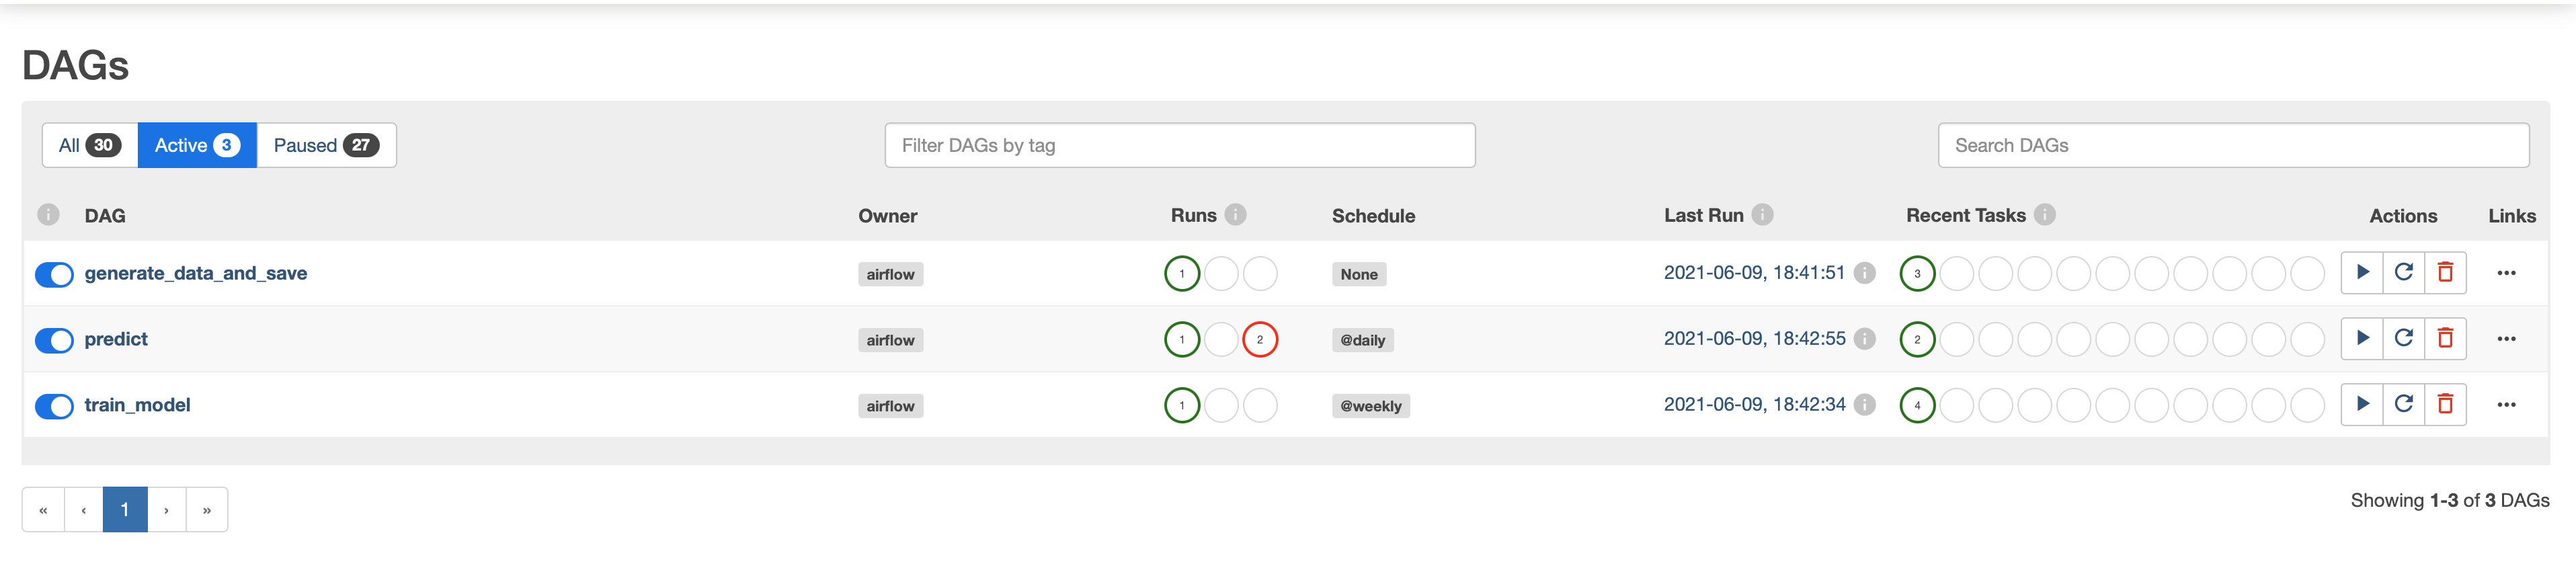 DAGs
All 30 Active 3 Paused 27 Filter DAGs by tag Search DAGs
i DAG Owner Runs i Schedule Last Run i Recent Tasks i Actions Links
generate_data_and_save airflow 1 None 2021-06-09, 18:41:51 i 3 ...
predict airflow 1 2 @daily 2021-06-09, 18:42:55 i 2 ...
train_model airflow 1 @weekly 2021-06-09, 18:42:34 i 4 ...
« ‹ 1 › » Showing 1-3 of 3 DAGs